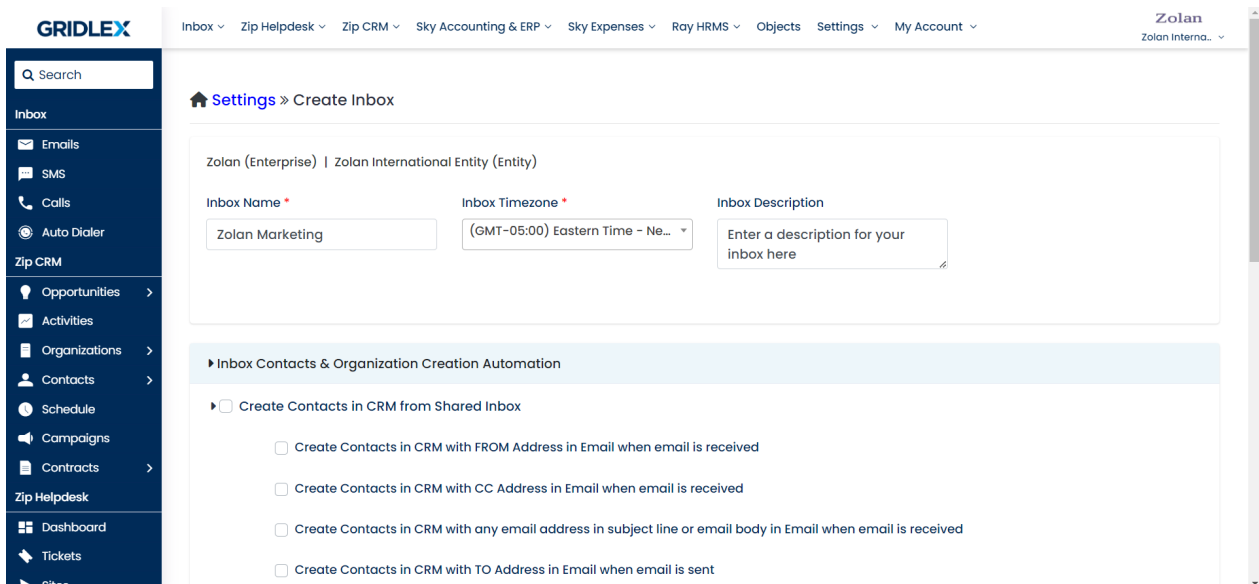 GRIDLEX
Inbox Zip Helpdesk Zip CRM Sky Accounting & ERP Sky Expenses Ray HRMS Objects Settings My Account
Zolan
Zolan Interna..
Search
Inbox
Emails
SMS
Calls
Auto Dialer
Zip CRM
Opportunities
Activities
Organizations
Contacts
Schedule
Campaigns
Contracts
Zip Helpdesk
Dashboard
Tickets
Sites
Settings » Create Inbox
Zolan (Enterprise) | Zolan International Entity (Entity)
Inbox Name * Inbox Timezone * Inbox Description
Zolan Marketing (GMT-05:00) Eastern Time - Ne... Enter a description for your
inbox here
Inbox Contacts & Organization Creation Automation
Create Contacts in CRM from Shared Inbox
Create Contacts in CRM with FROM Address in Email when email is received
Create Contacts in CRM with CC Address in Email when email is received
Create Contacts in CRM with any email address in subject line or email body in Email when email is received
Create Contacts in CRM with TO Address in Email when email is sent